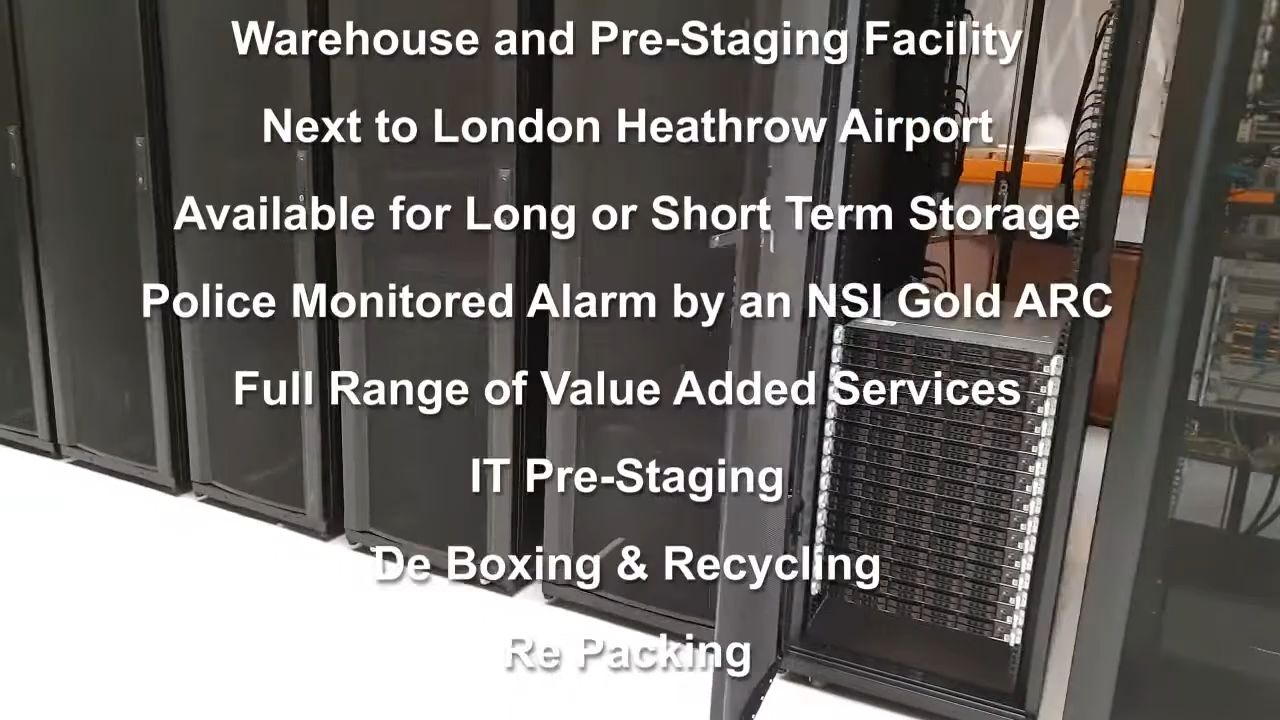 Warehouse and Pre-Staging Facility
Next to London Heathrow Airport
Available for Long or Short Term Storage
Police Monitored Alarm by an NSI Gold ARC
Full Range of Value Added Services
IT Pre-Staging
De Boxing & Recycling
Re Packing